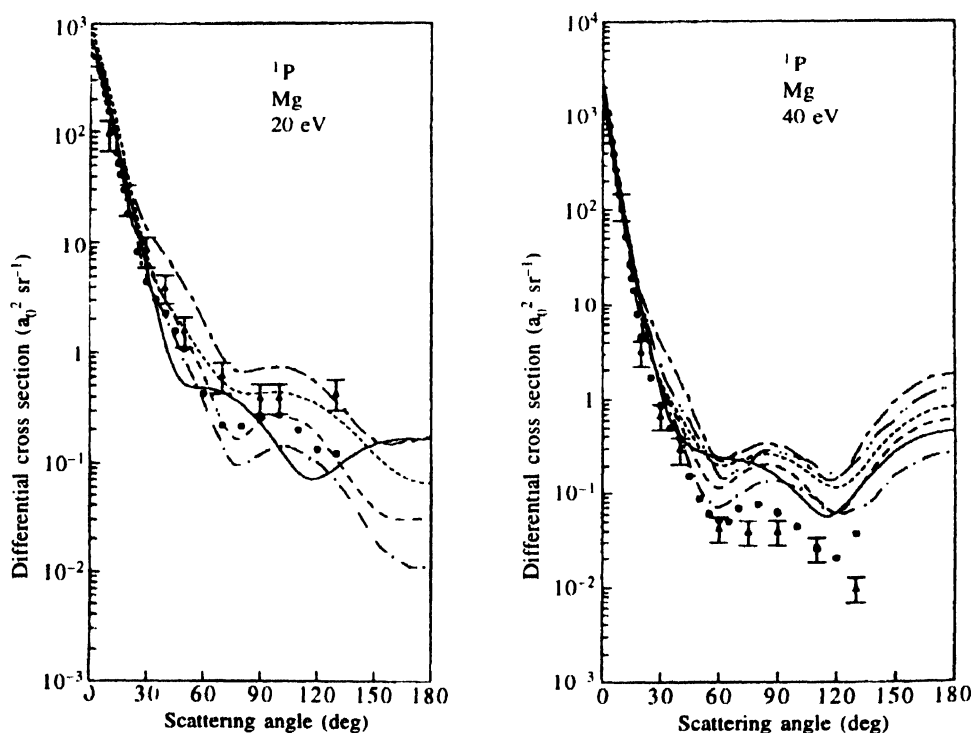 10³
10²
10
1
10⁻¹
10⁻²
10⁻³
Differential cross section (a₀² sr⁻¹)
¹P
Mg
20 eV
0 30 60 90 120 150 180
Scattering angle (deg)
10⁴
10³
10²
10
1
10⁻¹
10⁻²
10⁻³
Differential cross section (a₀² sr⁻¹)
¹P
Mg
40 eV
0 30 60 90 120 150 180
Scattering angle (deg)